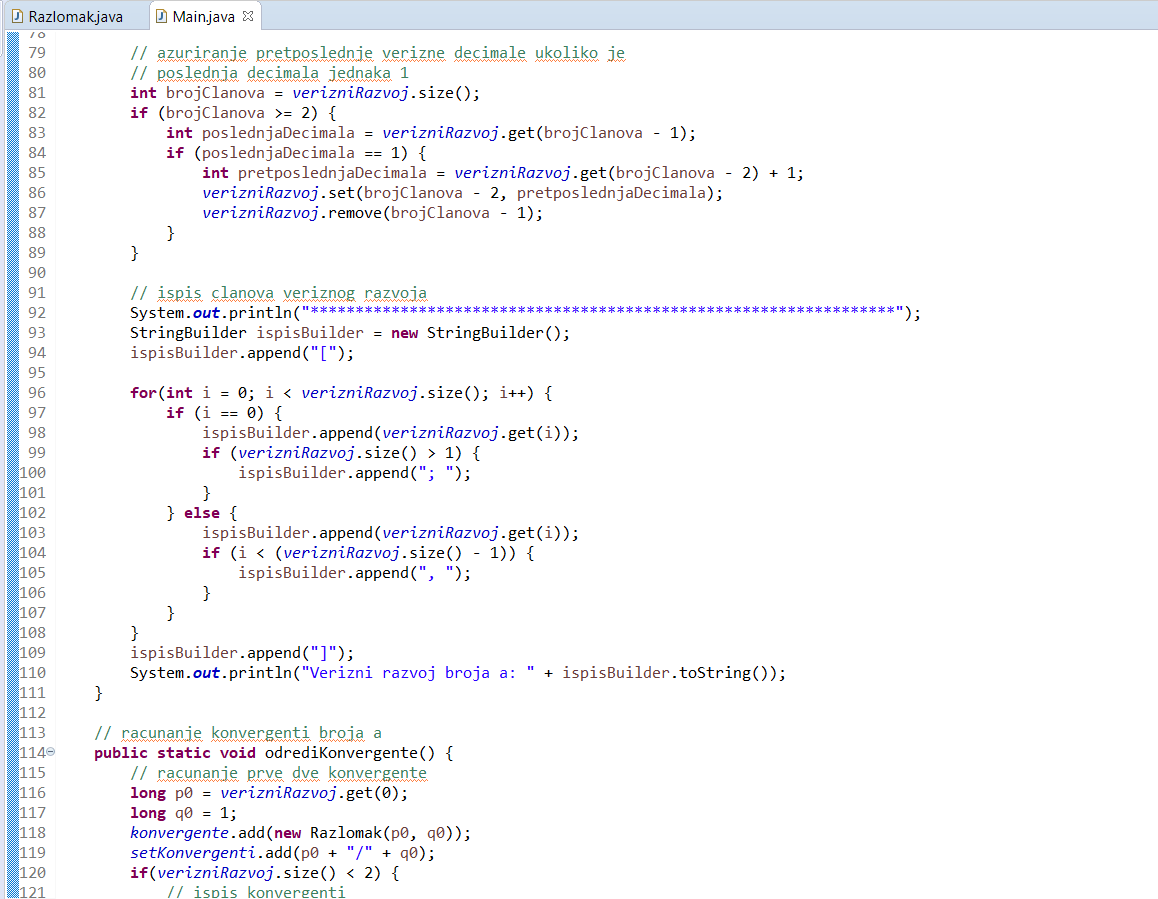 Razlomak.java Main.java
78
79 // azuriranje pretposlednje verizne decimale ukoliko je
80 // poslednja decimala jednaka 1
81 int brojClanova = verizniRazvoj.size();
82 if (brojClanova >= 2) {
83 int poslednjaDecimala = verizniRazvoj.get(brojClanova - 1);
84 if (poslednjaDecimala == 1) {
85 int pretposlednjaDecimala = verizniRazvoj.get(brojClanova - 2) + 1;
86 verizniRazvoj.set(brojClanova - 2, pretposlednjaDecimala);
87 verizniRazvoj.remove(brojClanova - 1);
88 }
89 }
90
91 // ispis clanova veriznog razvoja
92 System.out.println("*****************************************************************");
93 StringBuilder ispisBuilder = new StringBuilder();
94 ispisBuilder.append("[");
95
96 for(int i = 0; i < verizniRazvoj.size(); i++) {
97 if (i == 0) {
98 ispisBuilder.append(verizniRazvoj.get(i));
99 if (verizniRazvoj.size() > 1) {
100 ispisBuilder.append("; ");
101 }
102 } else {
103 ispisBuilder.append(verizniRazvoj.get(i));
104 if (i < (verizniRazvoj.size() - 1)) {
105 ispisBuilder.append(", ");
106 }
107 }
108 }
109 ispisBuilder.append("]");
110 System.out.println("Verizni razvoj broja a: " + ispisBuilder.toString());
111 }
112
113 // racunanje konvergenti broja a
114 public static void odrediKonvergente() {
115 // racunanje prve dve konvergente
116 long p0 = verizniRazvoj.get(0);
117 long q0 = 1;
118 konvergente.add(new Razlomak(p0, q0));
119 setKonvergenti.add(p0 + "/" + q0);
120 if(verizniRazvoj.size() < 2) {
121 // ispis konvergenti